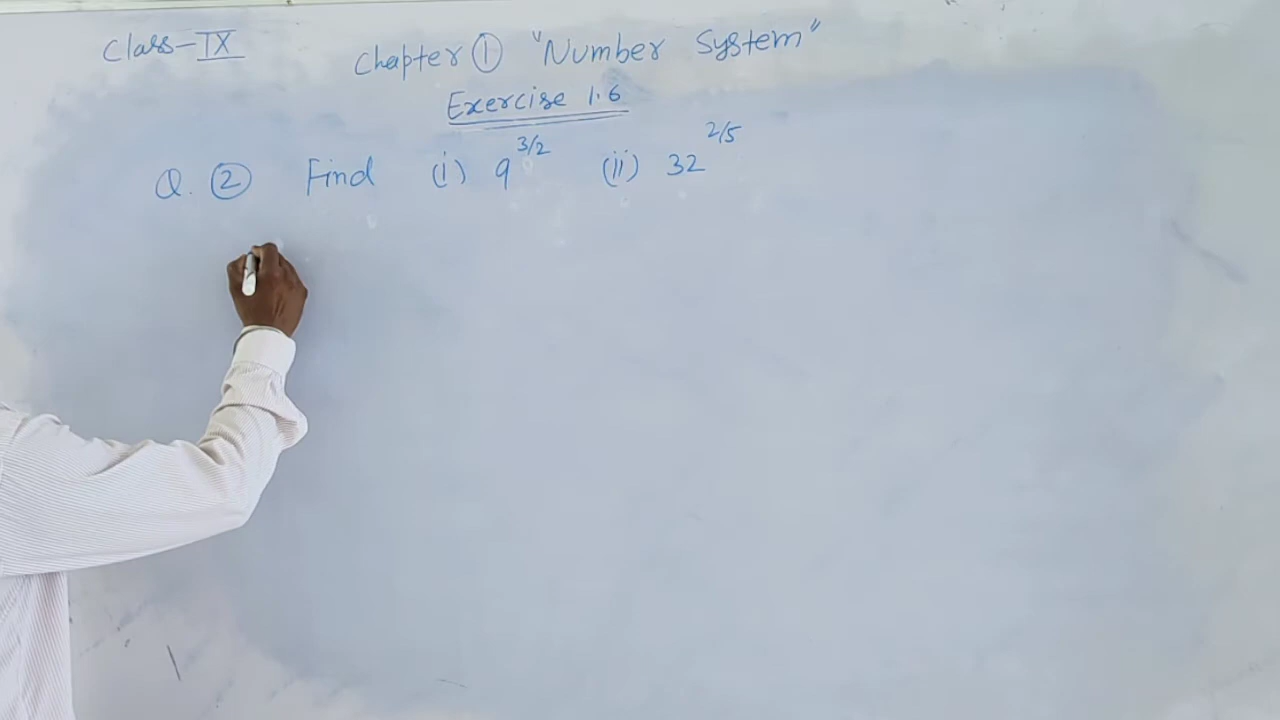 Class-IX
Chapter ① "Number System"
Exercise 1.6
Q. ② Find (i) 9^3/2 (ii) 32^2/5